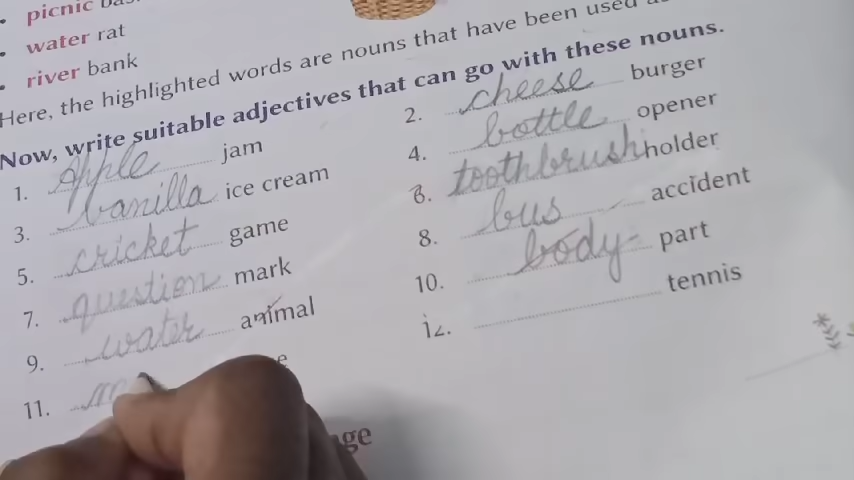 • picnic
• water rat
• river bank
Here, the highlighted words are nouns that have been used
Now, write suitable adjectives that can go with these nouns.
1. Apple jam
2. cheese burger
3. vanilla ice cream
4. bottle opener
5. cricket game
6. toothbrush holder
7. question mark
8. bus accident
9. water animal
10. body part
11.
12. tennis